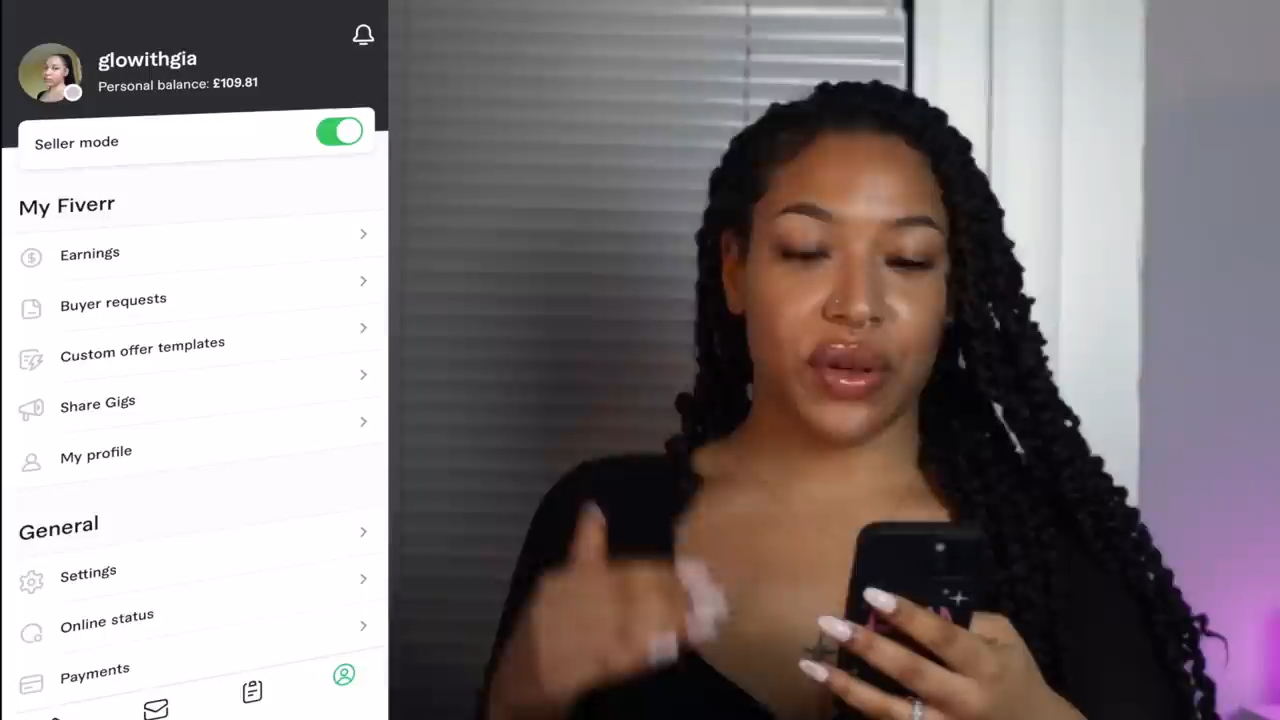 glowithgia
Personal balance: £109.81
Seller mode
My Fiverr
Earnings
Buyer requests
Custom offer templates
Share Gigs
My profile
General
Settings
Online status
Payments